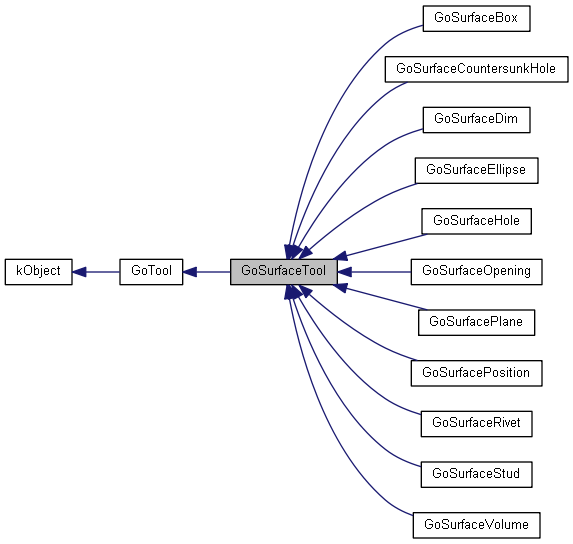 GoSurfaceBox
GoSurfaceCountersunkHole
GoSurfaceDim
GoSurfaceEllipse
GoSurfaceHole
kObject
GoTool
GoSurfaceTool
GoSurfaceOpening
GoSurfacePlane
GoSurfacePosition
GoSurfaceRivet
GoSurfaceStud
GoSurfaceVolume